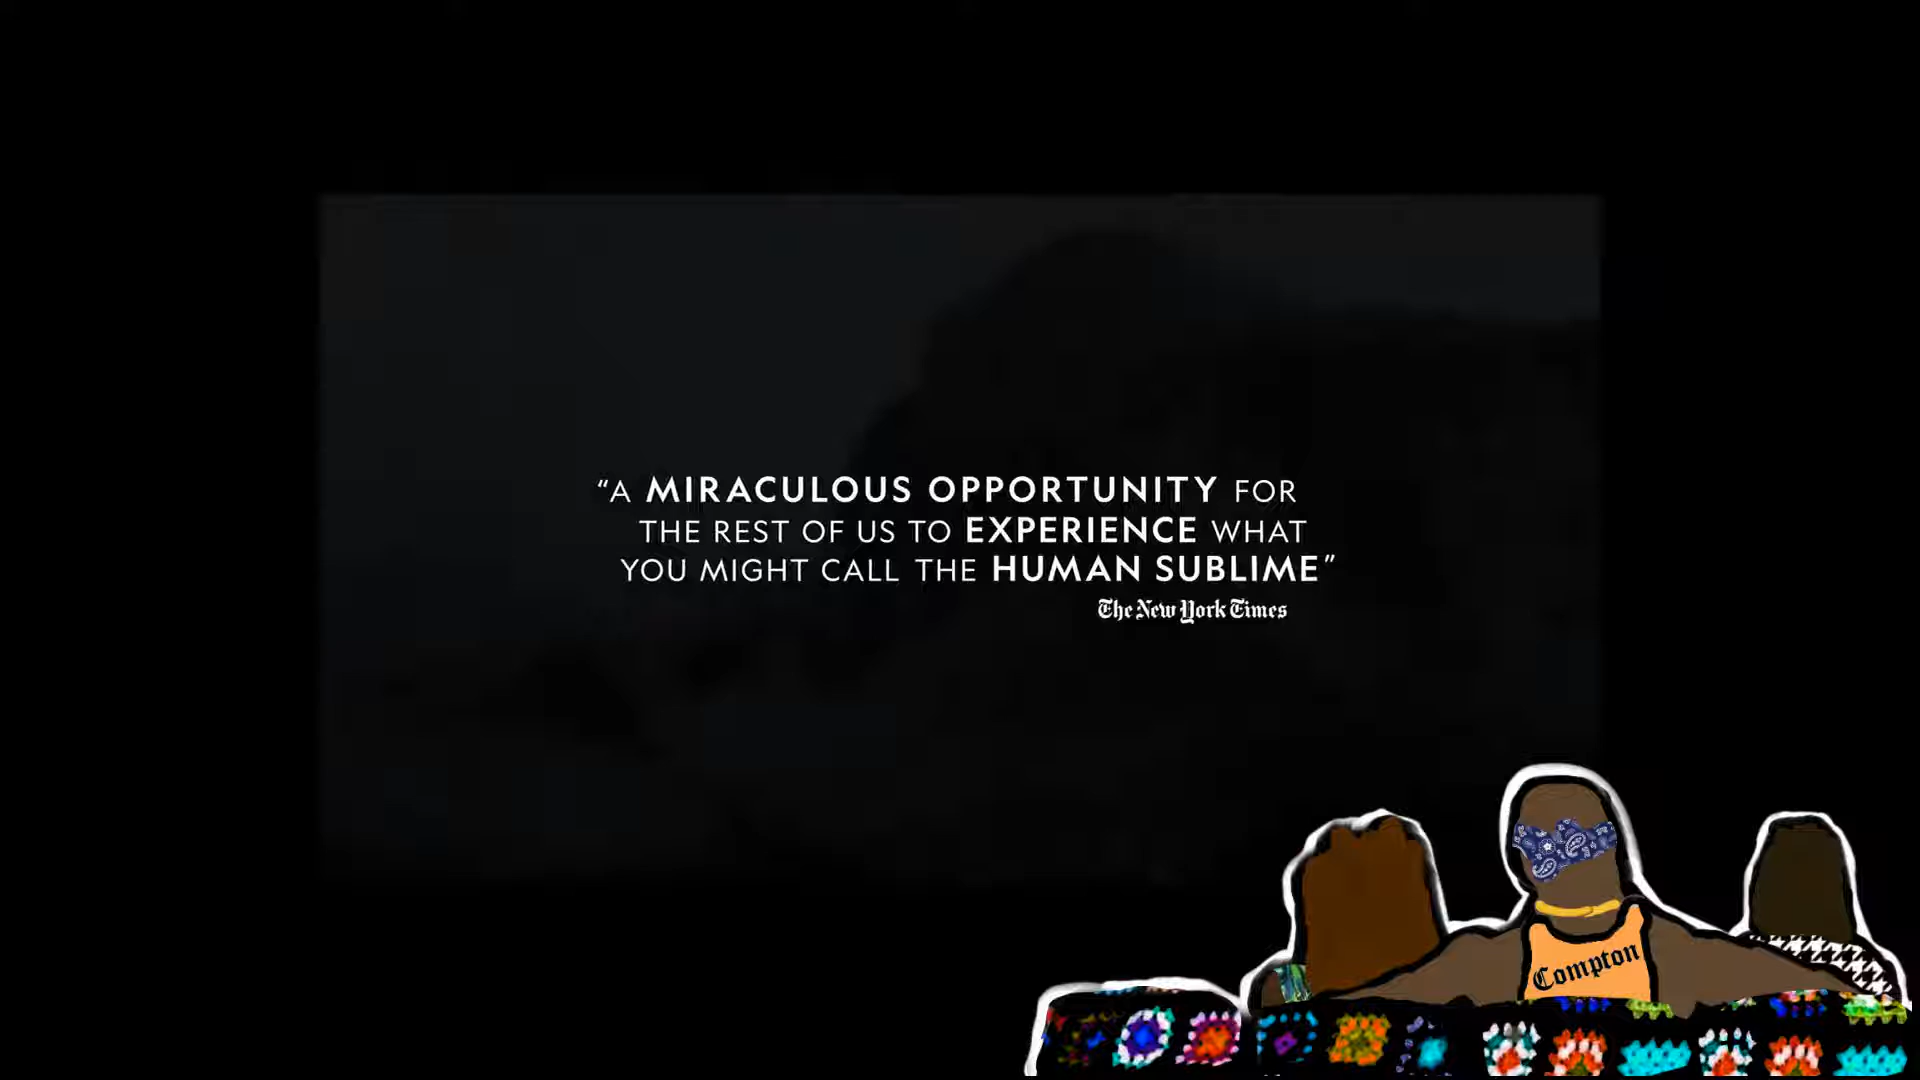 “A MIRACULOUS OPPORTUNITY FOR
THE REST OF US TO EXPERIENCE WHAT
YOU MIGHT CALL THE HUMAN SUBLIME”
The New York Times
Compton